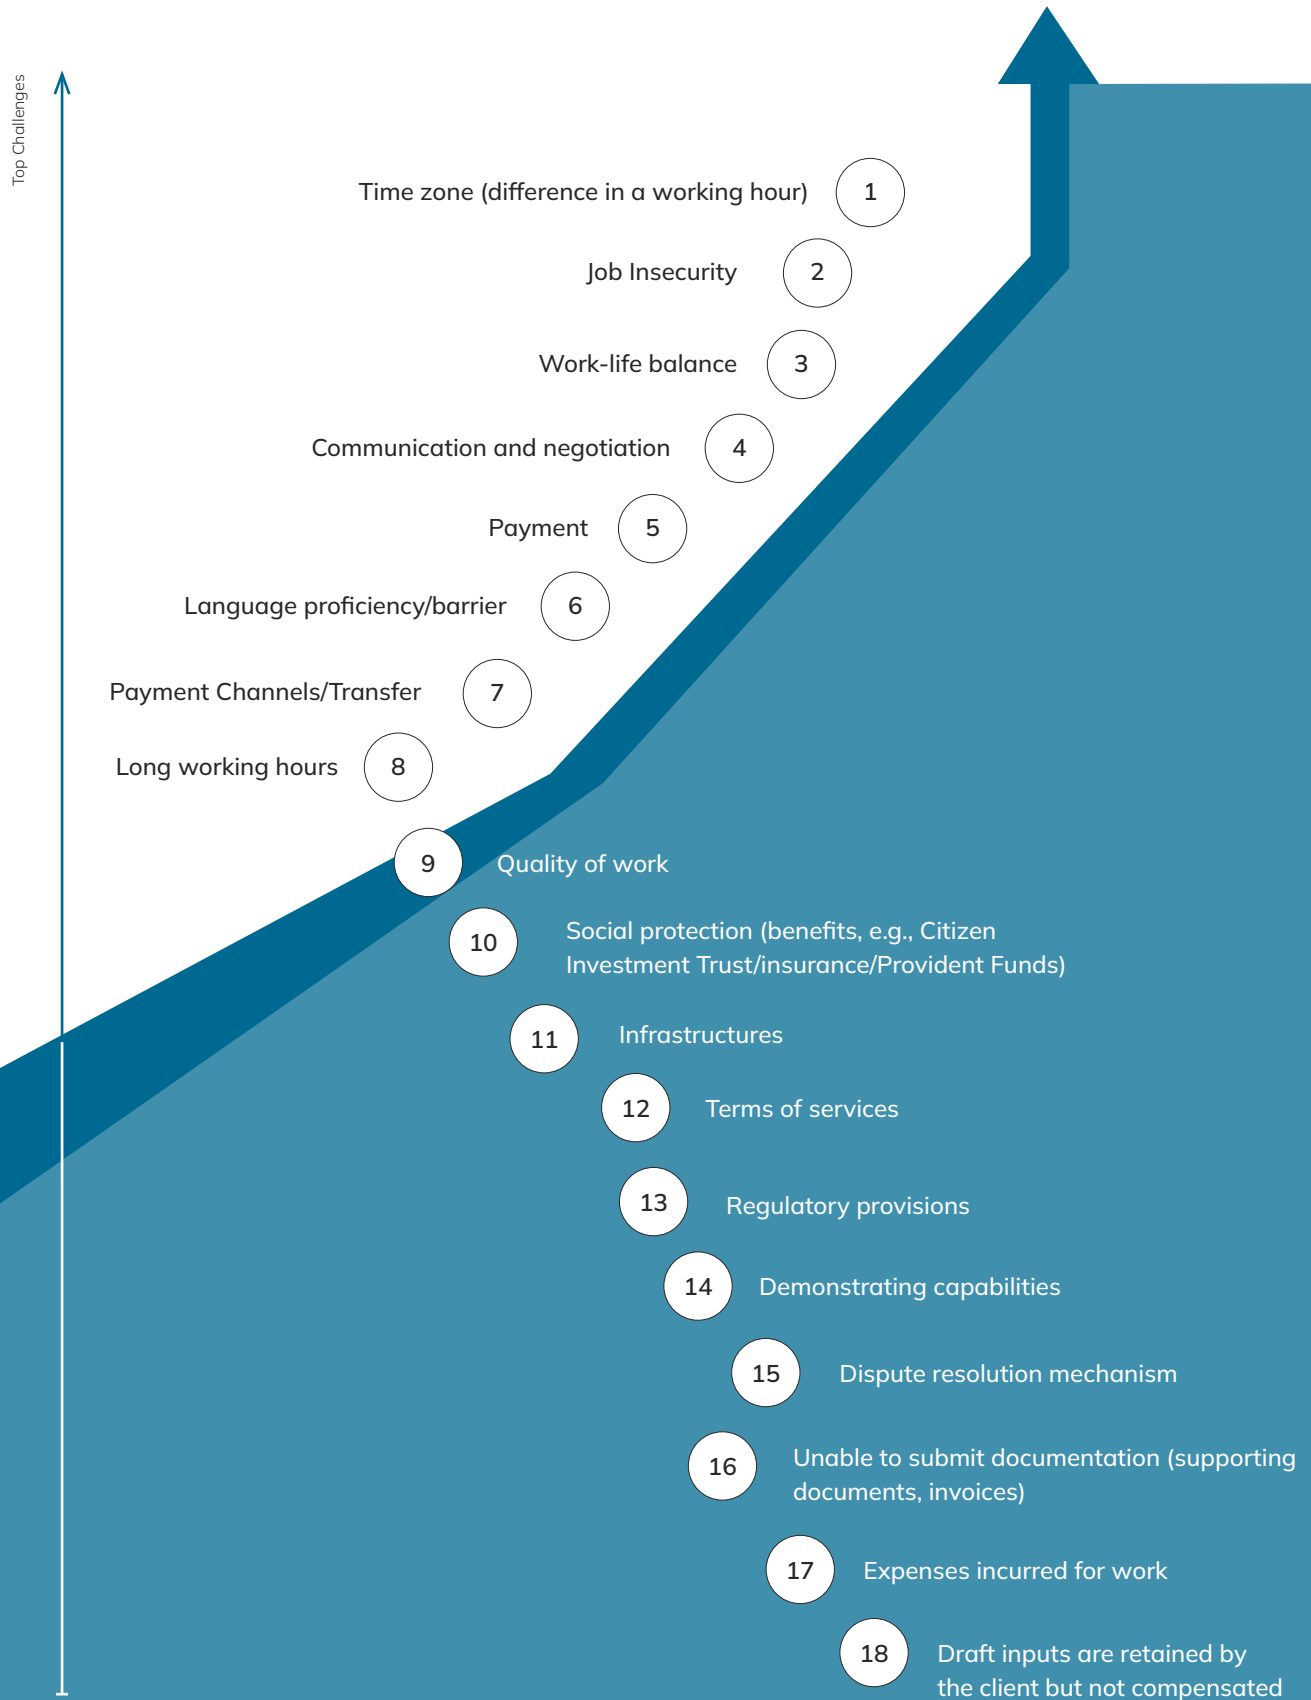 Top Challenges
Time zone (difference in a working hour) 1
Job Insecurity 2
Work-life balance 3
Communication and negotiation 4
Payment 5
Language proficiency/barrier 6
Payment Channels/Transfer 7
Long working hours 8
9 Quality of work
10 Social protection (benefits, e.g., Citizen
Investment Trust/insurance/Provident Funds)
11 Infrastructures
12 Terms of services
13 Regulatory provisions
14 Demonstrating capabilities
15 Dispute resolution mechanism
16 Unable to submit documentation (supporting
documents, invoices)
17 Expenses incurred for work
18 Draft inputs are retained by
the client but not compensated